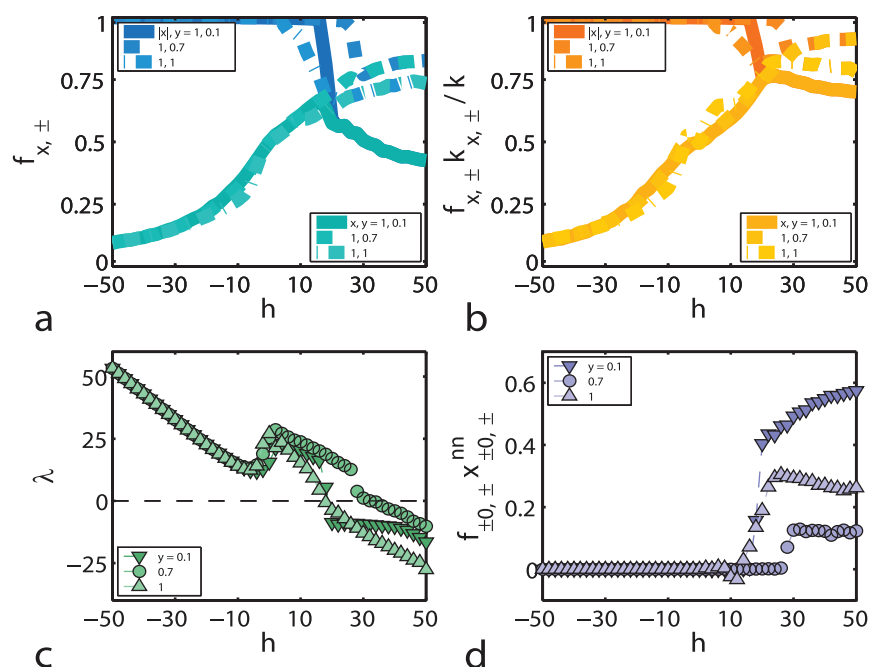 1
0.75
0.5
0.25
0
f x, ±
|x|, y = 1, 0.1
1, 0.7
1, 1
x, y = 1, 0.1
1, 0.7
1, 1
−50 −30 −10 10 30 50
h
a
1
0.75
0.5
0.25
0
f x, ± k x, ± / k
|x|, y = 1, 0.1
1, 0.7
1, 1
x, y = 1, 0.1
1, 0.7
1, 1
−50 −30 −10 10 30 50
h
b
50
25
0
−25
λ
y = 0.1
0.7
1
−50 −30 −10 10 30 50
h
c
0.6
0.4
0.2
0
f ±0, ± x nn ±0, ±
y = 0.1
0.7
1
−50 −30 −10 10 30 50
h
d